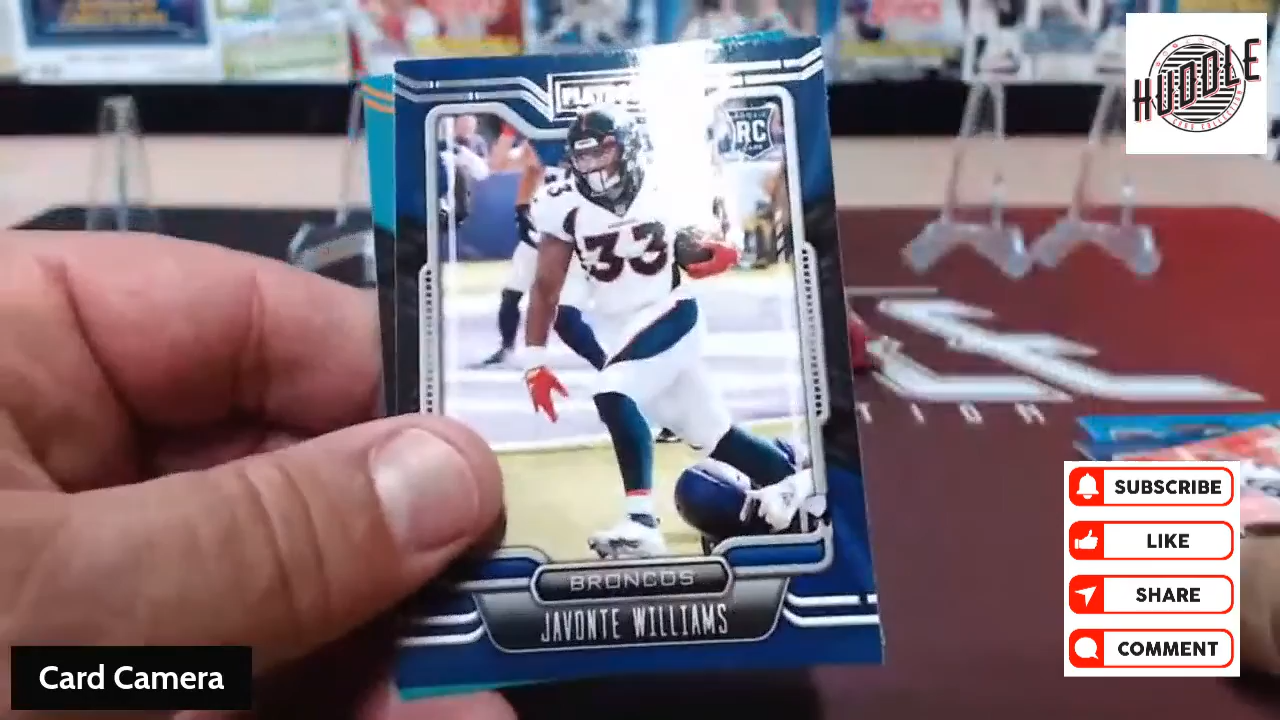 HUDDLE
RC
33
BRONCOS
JAVONTE WILLIAMS
SUBSCRIBE
LIKE
SHARE
COMMENT
Card Camera